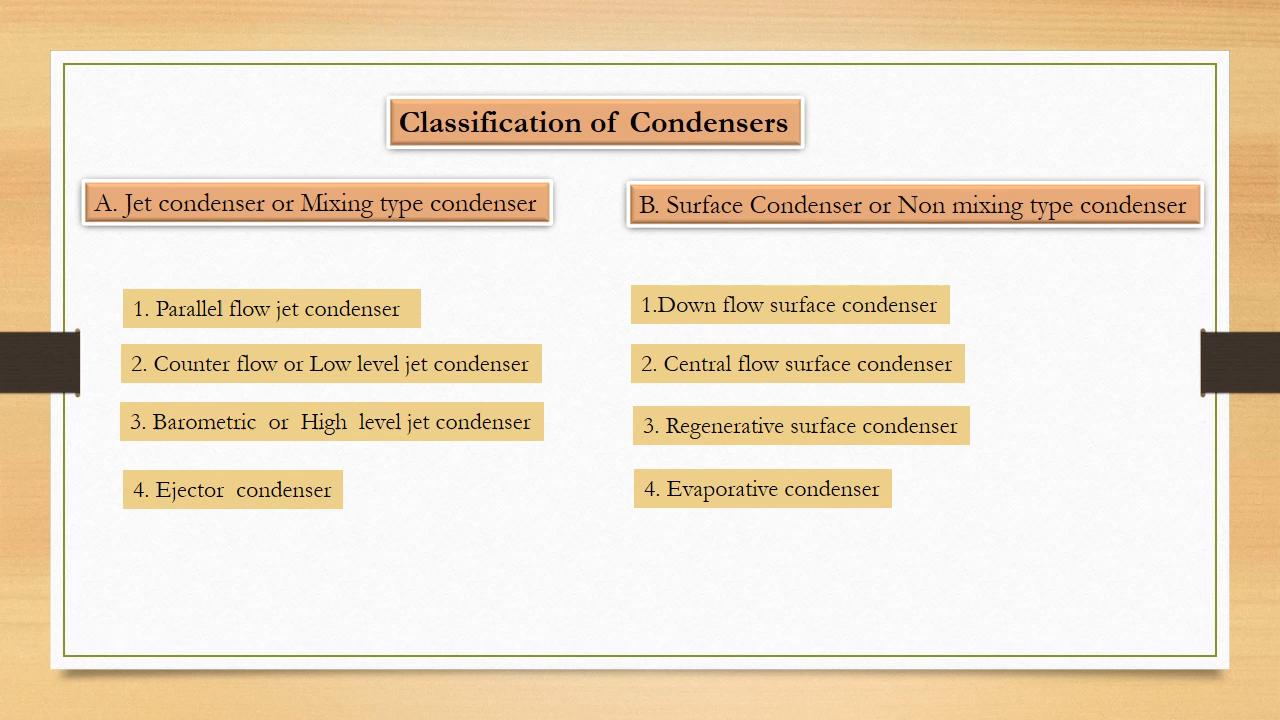 Classification of Condensers
A. Jet condenser or Mixing type condenser
1. Parallel flow jet condenser
2. Counter flow or Low level jet condenser
3. Barometric or High level jet condenser
4. Ejector condenser
B. Surface Condenser or Non mixing type condenser
1.Down flow surface condenser
2. Central flow surface condenser
3. Regenerative surface condenser
4. Evaporative condenser